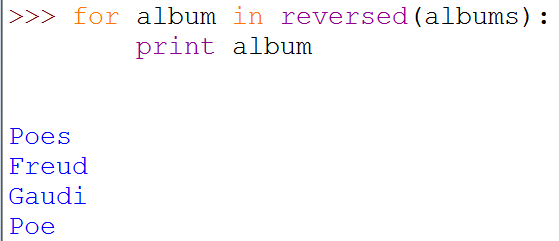 >>> for album in reversed(albums):
        print album
Poes
Freud
Gaudi
Poe